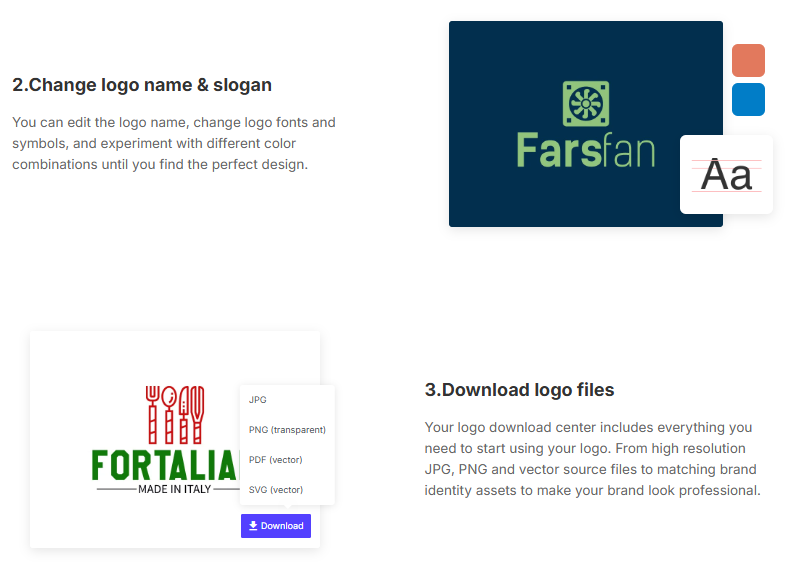 2.Change logo name & slogan
You can edit the logo name, change logo fonts and
symbols, and experiment with different color
combinations until you find the perfect design.
Farsfan
Aa
FORTALIA
MADE IN ITALY
JPG
PNG (transparent)
PDF (vector)
SVG (vector)
Download
3.Download logo files
Your logo download center includes everything you
need to start using your logo. From high resolution
JPG, PNG and vector source files to matching brand
identity assets to make your brand look professional.